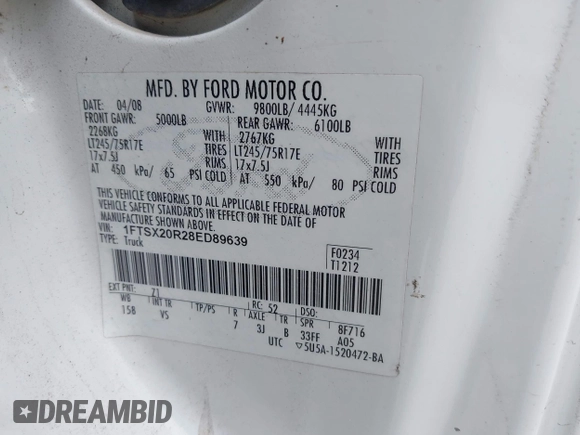 MFD. BY FORD MOTOR CO.
DATE: 04/08 GVWR: 9800LB/ 4445KG
FRONT GAWR: 5000LB REAR GAWR: 6100LB
2268KG WITH 2767KG WITH
LT245/75R17E TIRES LT245/75R17E TIRES
17x7.5J RIMS 17x7.5J RIMS
AT 450 kPa/ 65 PSI COLD AT 550 kPa/ 80 PSI COLD
THIS VEHICLE CONFORMS TO ALL APPLICABLE FEDERAL MOTOR
VEHICLE SAFETY STANDARDS IN EFFECT ON THE DATE OF
MANUFACTURE SHOWN ABOVE.
VIN: 1FTSX20R28ED89639
TYPE: Truck
F0234
T1212
EXT PNT: Z1 RC: 52 DSO:
WB INT TR TP/PS R AXLE TR SPR 8F716
15B VS 7 3J B 33FF A05
UTC 5U5A-1520472-BA
DREAMBID